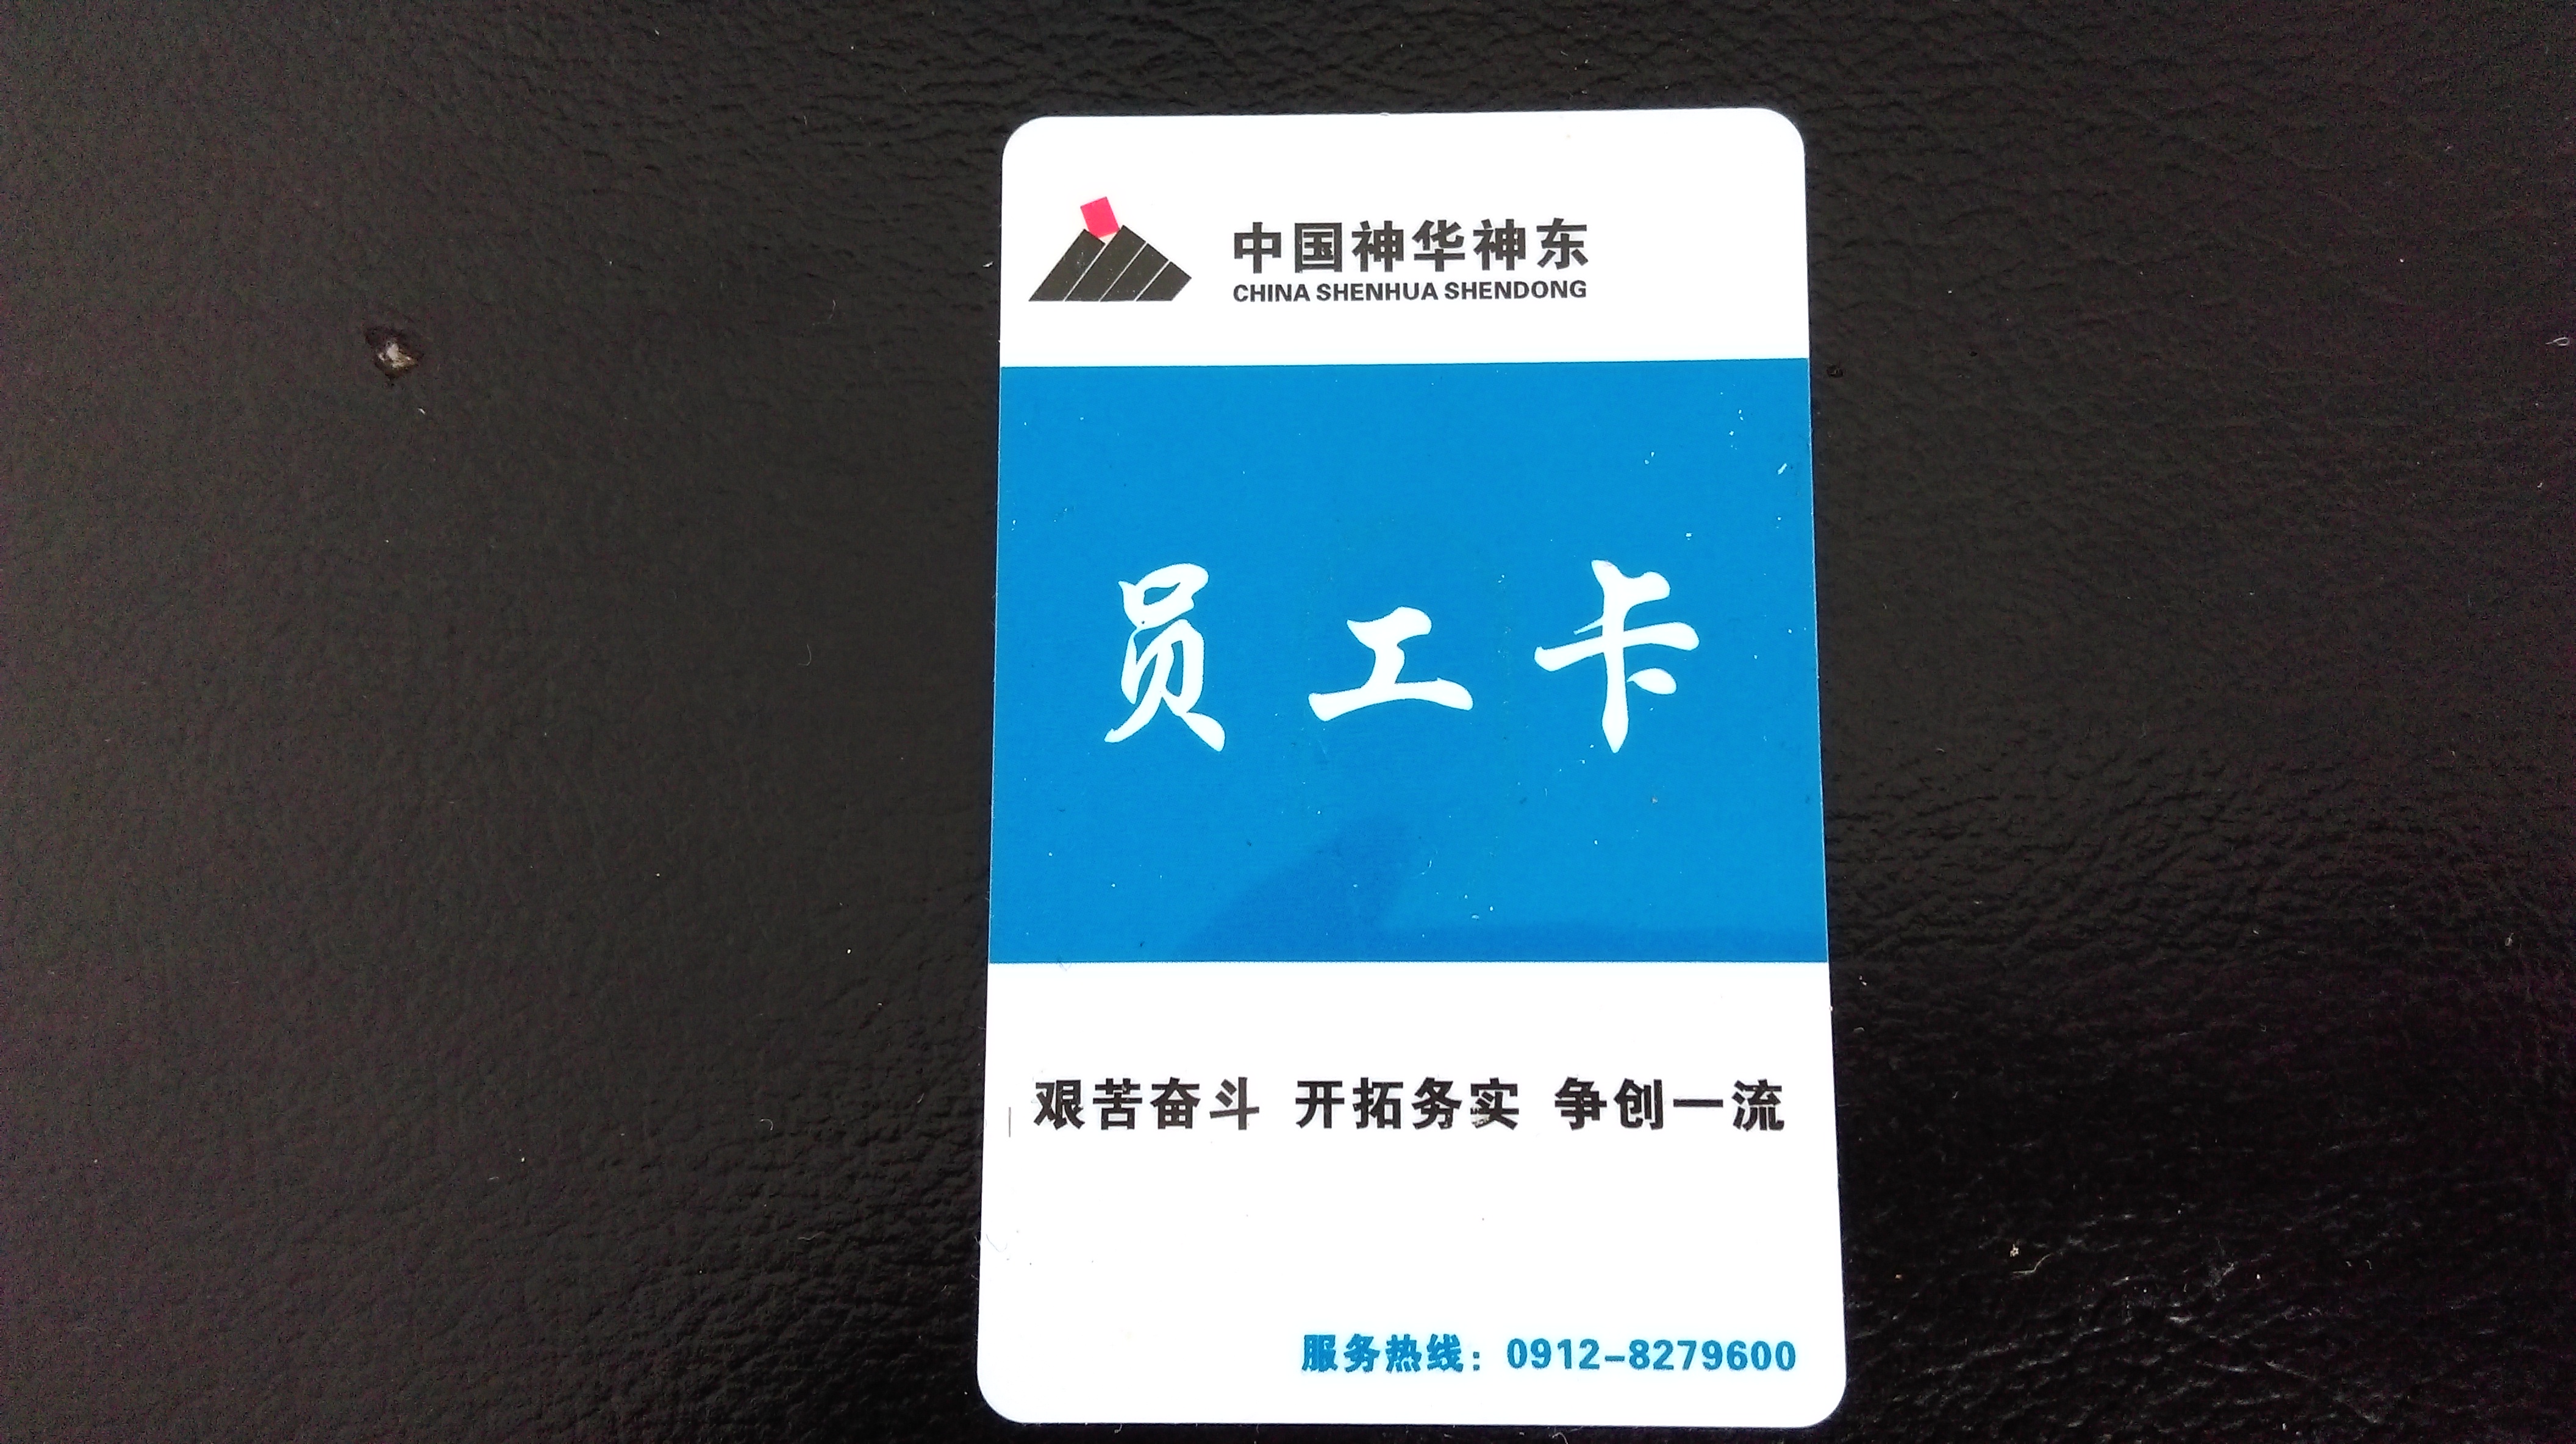 中国神华神东
CHINA SHENHUA SHENDONG
员工卡
艰苦奋斗 开拓务实 争创一流
服务热线：0912-8279600